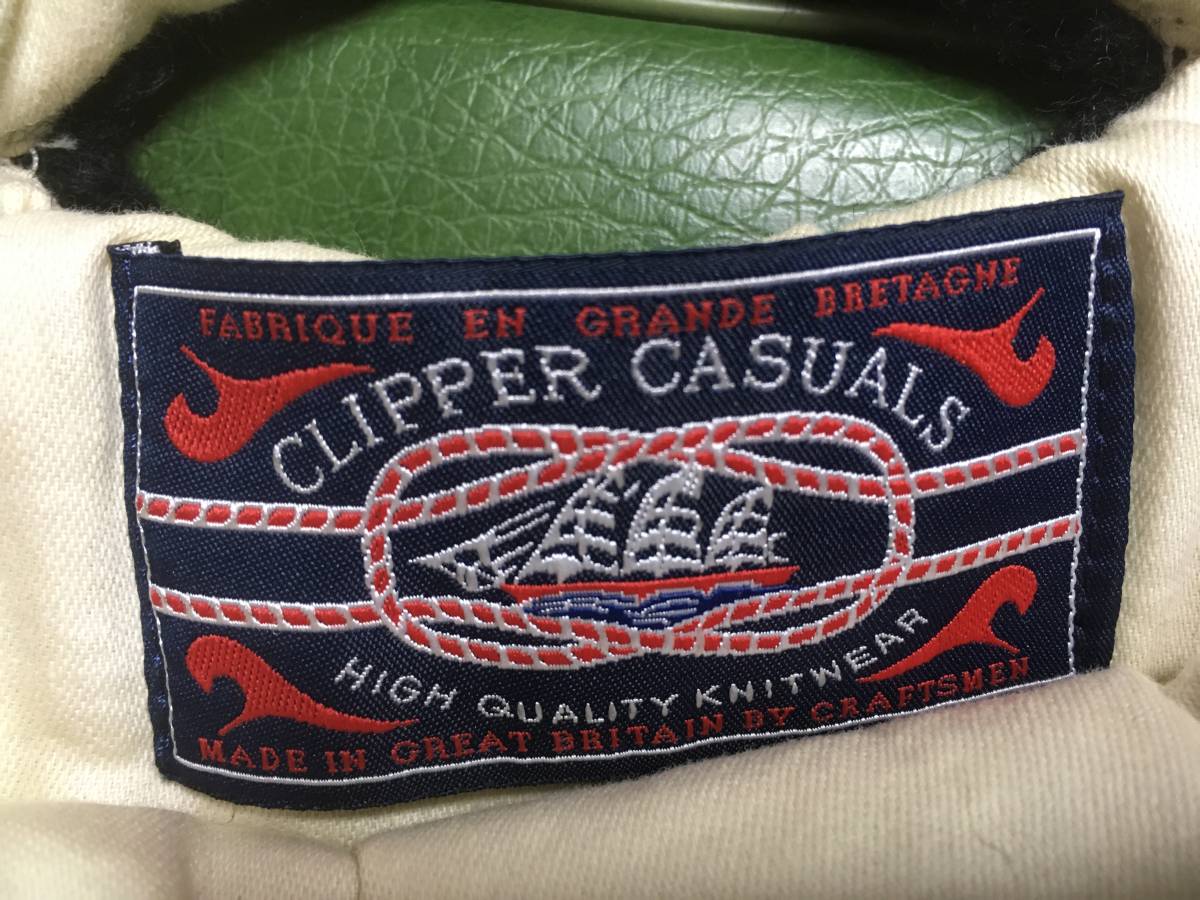 FABRIQUE EN GRANDE BRETAGNE
CLIPPER CASUALS
HIGH QUALITY KNITWEAR
MADE IN GREAT BRITAIN BY CRAFTSMEN